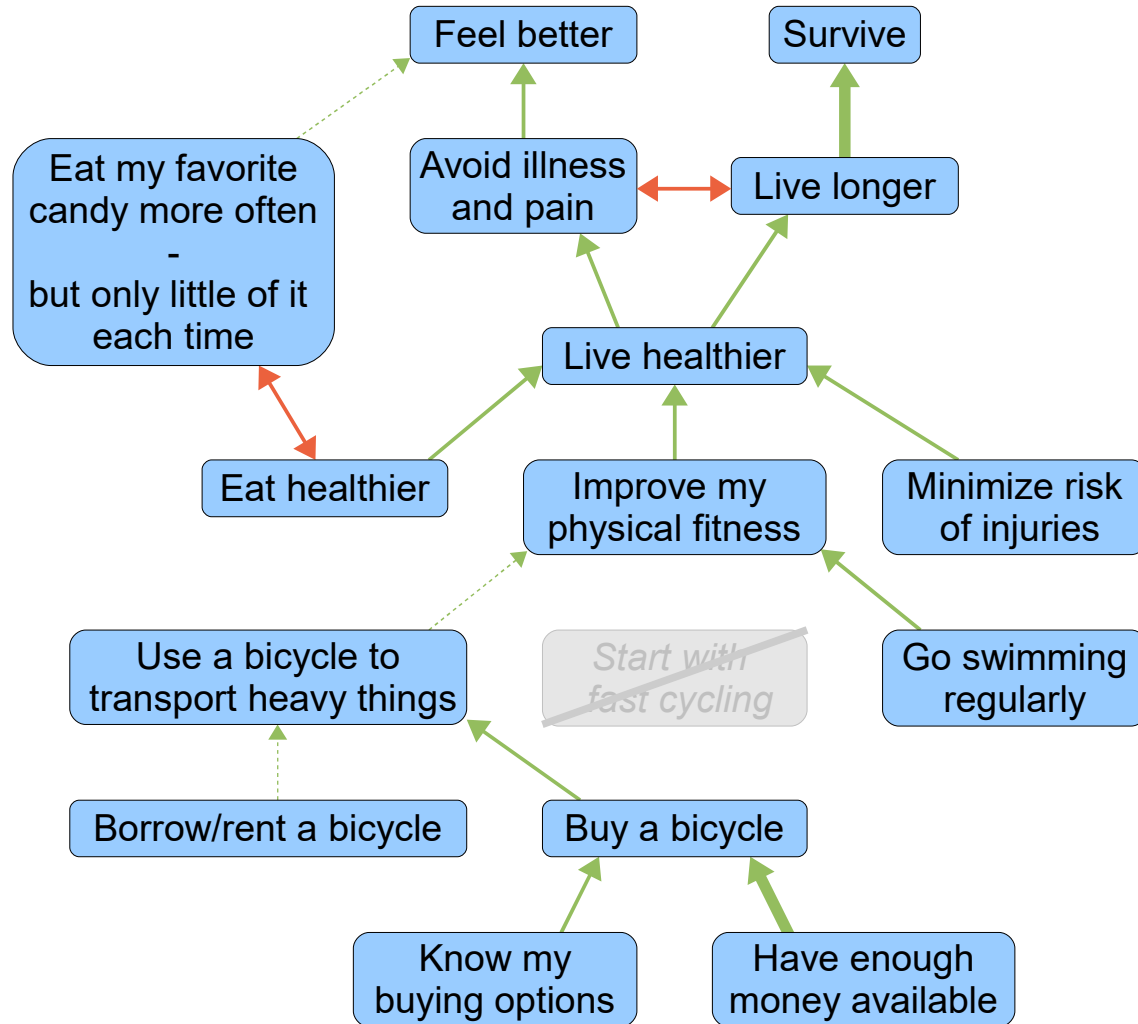 Feel better
Survive
Eat my favorite
candy more often
-
but only little of it
each time
Avoid illness
and pain
Live longer
Live healthier
Eat healthier
Improve my
physical fitness
Minimize risk
of injuries
Use a bicycle to
transport heavy things
Start with
fast cycling
Go swimming
regularly
Borrow/rent a bicycle
Buy a bicycle
Know my
buying options
Have enough
money available